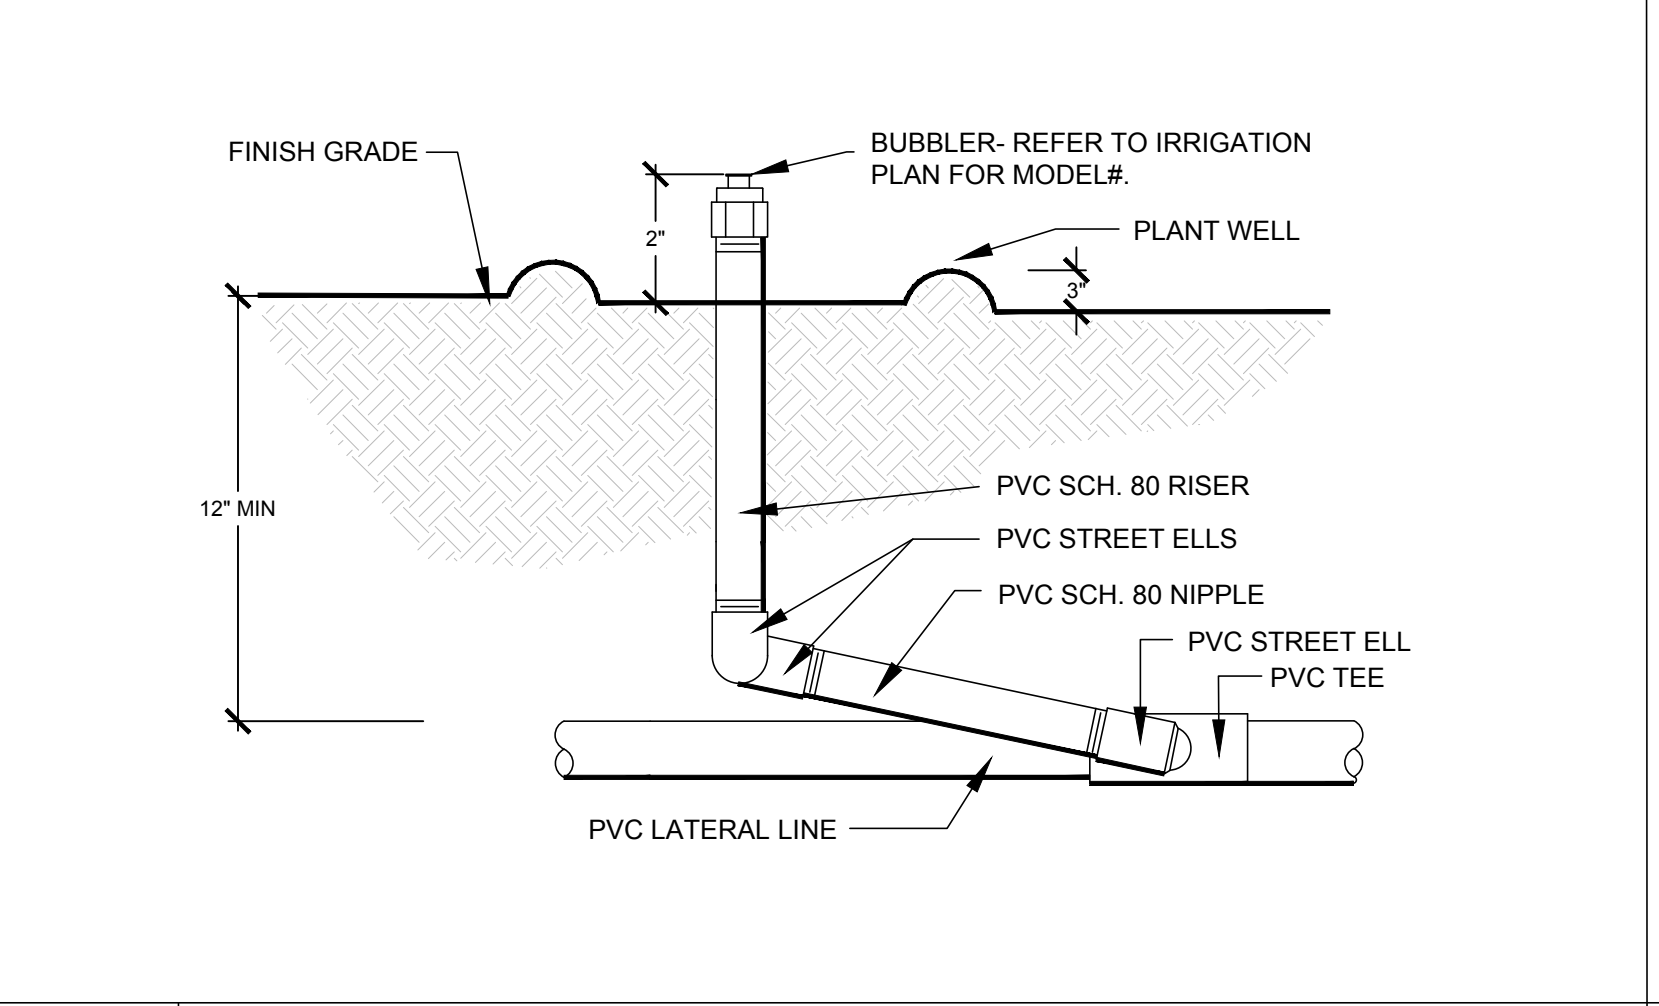 FINISH GRADE
BUBBLER- REFER TO IRRIGATION
PLAN FOR MODEL#.
PLANT WELL
2"
3"
12" MIN
PVC SCH. 80 RISER
PVC STREET ELLS
PVC SCH. 80 NIPPLE
PVC STREET ELL
PVC TEE
PVC LATERAL LINE